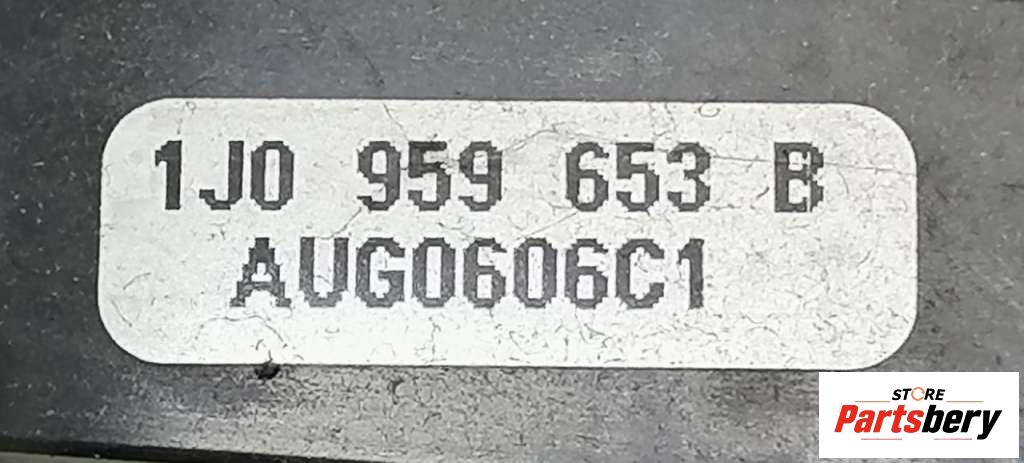 1J0 959 653 B
AUG0606C1
STORE
Partsbery